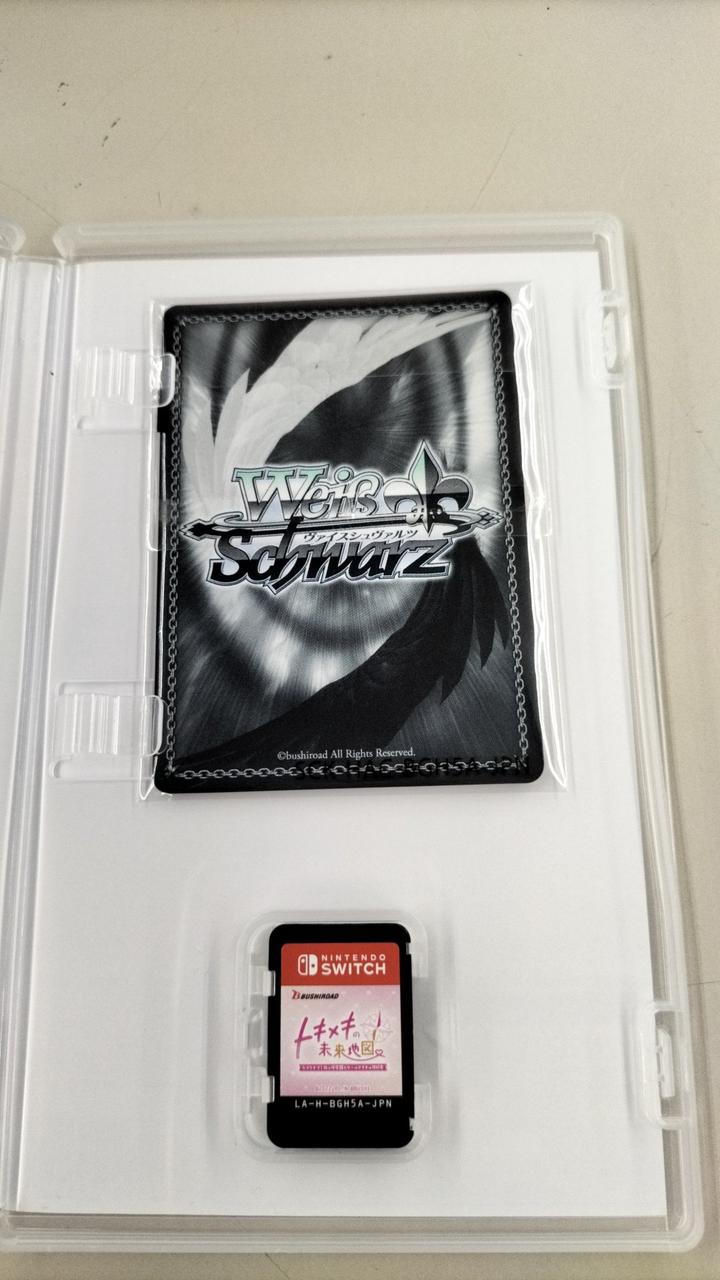 Weiß
ヴァイスシュヴァルツ
Schwarz
©bushiroad All Rights Reserved.
NINTENDO
SWITCH
BUSHIROAD
トキメキの
未来地図
LA-H-BGH5A-JPN